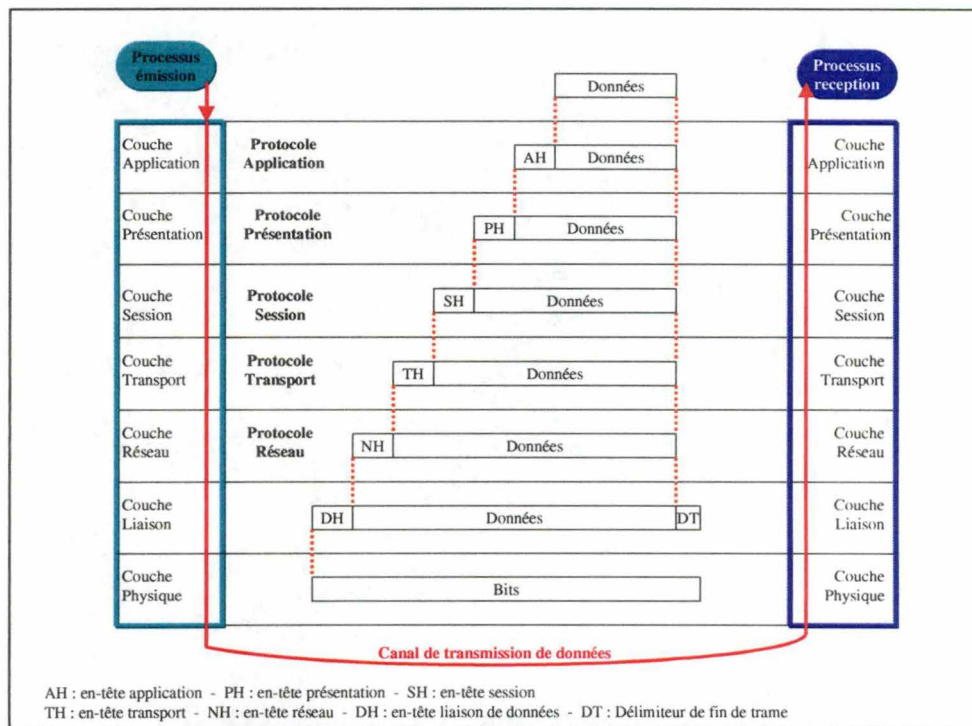 Processus
émission
Processus
reception
Données
Couche
Application
Protocole
Application
AH
Données
Couche
Application
Couche
Présentation
Protocole
Présentation
PH
Données
Couche
Présentation
Couche
Session
Protocole
Session
SH
Données
Couche
Session
Couche
Transport
Protocole
Transport
TH
Données
Couche
Transport
Couche
Réseau
Protocole
Réseau
NH
Données
Couche
Réseau
Couche
Liaison
DH
Données
DT
Couche
Liaison
Couche
Physique
Bits
Couche
Physique
Canal de transmission de données
AH : en-tête application - PH : en-tête présentation - SH : en-tête session
TH : en-tête transport - NH : en-tête réseau - DH : en-tête liaison de données - DT : Délimiteur de fin de trame